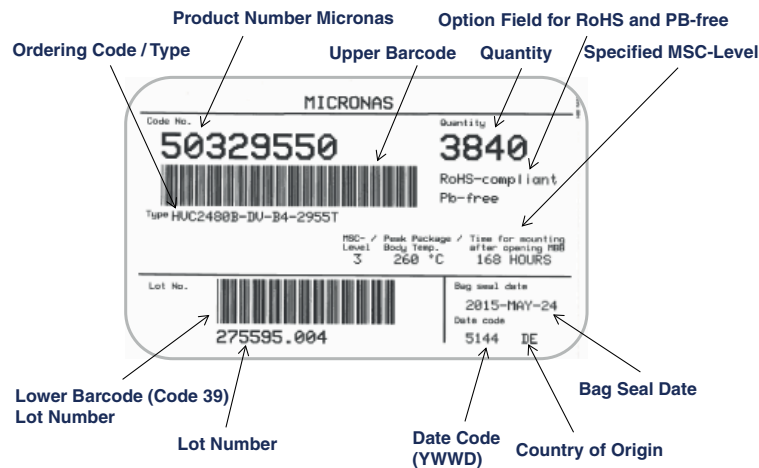 Product Number Micronas
Option Field for RoHS and PB-free
Ordering Code / Type
Upper Barcode
Quantity
Specified MSC-Level
MICRONAS
Code No.
50329550
Quantity
3840
RoHS-compliant
Pb-free
Type HVC2480B-DV-B4-2955T
MSC- / Peak Package / Time for mounting
Level Body Temp. after opening MBB
3 260 °C 168 HOURS
Lot No.
275595.004
Bag seal date
2015-MAY-24
Date code
5144 DE
Lower Barcode (Code 39)
Lot Number
Lot Number
Date Code
(YWWD)
Country of Origin
Bag Seal Date